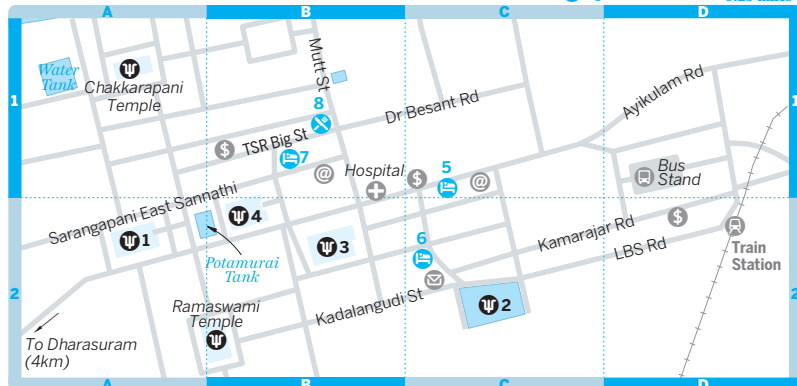 A
B
C
D
Water
Tank
Chakkarapani
Temple
Mutt St
1
1
8
Dr Besant Rd
Ayikulam Rd
$
TSR Big St
7
@
Hospital
$
5
@
Bus
Stand
Sarangapani East Sannathi
4
1
3
Potamurai
Tank
6
Kamarajar Rd
$
LBS Rd
Train
Station
2
2
Ramaswami
Temple
Kadalangudi St
2
To Dharasuram
(4km)
A
B
C
D